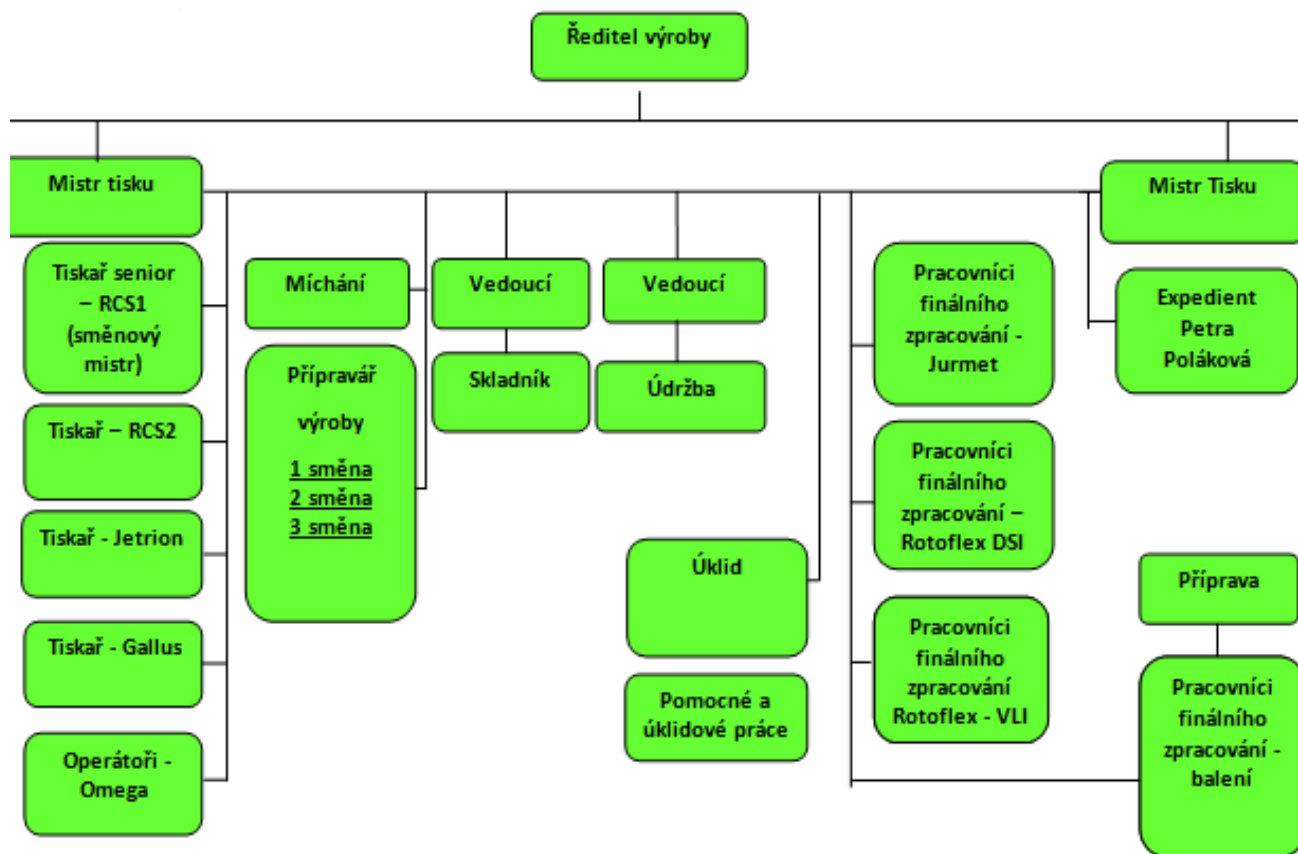 Ředitel výroby
Mistr tisku
Mistr Tisku
Tiskař senior
– RCS1
(směnový
mistr)
Tiskař – RCS2
Tiskař - Jetrion
Tiskař - Gallus
Operátoři -
Omega
Míchání
Přípravář
výroby
1 směna
2 směna
3 směna
Vedoucí
Skladník
Vedoucí
Údržba
Úklid
Pomocné a
úklidové práce
Pracovníci
finálního
zpracování -
Jurmet
Pracovníci
finálního
zpracování –
Rotoflex DSI
Pracovníci
finálního
zpracování
Rotoflex - VLI
Expedient
Petra
Poláková
Příprava
Pracovníci
finálního
zpracování -
balení